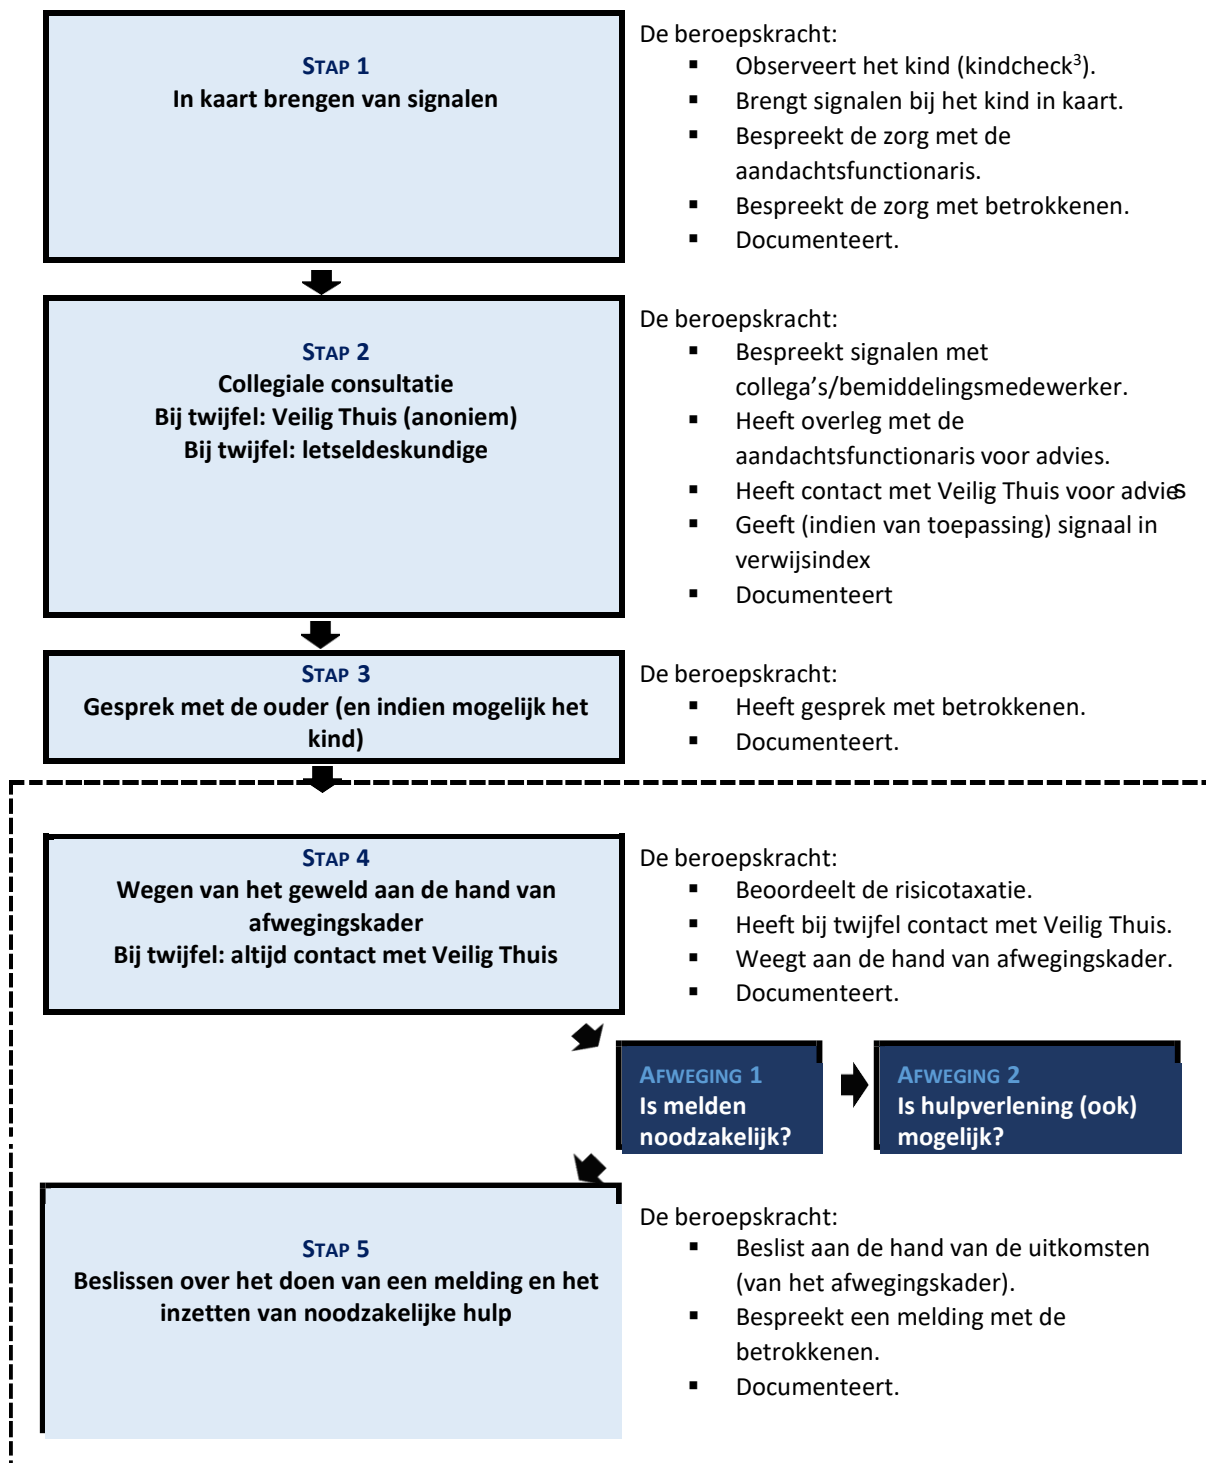 STAP 1
In kaart brengen van signalen
De beroepskracht:
▪ Observeert het kind (kindcheck³).
▪ Brengt signalen bij het kind in kaart.
▪ Bespreekt de zorg met de
aandachtsfunctionaris.
▪ Bespreekt de zorg met betrokkenen.
▪ Documenteert.
STAP 2
Collegiale consultatie
Bij twijfel: Veilig Thuis (anoniem)
Bij twijfel: letseldeskundige
De beroepskracht:
▪ Bespreekt signalen met
collega's/bemiddelingsmedewerker.
▪ Heeft overleg met de
aandachtsfunctionaris voor advies.
▪ Heeft contact met Veilig Thuis voor advies
▪ Geeft (indien van toepassing) signaal in
verwijsindex
▪ Documenteert
STAP 3
Gesprek met de ouder (en indien mogelijk het
kind)
De beroepskracht:
▪ Heeft gesprek met betrokkenen.
▪ Documenteert.
STAP 4
Wegen van het geweld aan de hand van
afwegingskader
Bij twijfel: altijd contact met Veilig Thuis
De beroepskracht:
▪ Beoordeelt de risicotaxatie.
▪ Heeft bij twijfel contact met Veilig Thuis.
▪ Weegt aan de hand van afwegingskader.
▪ Documenteert.
AFWEGING 1
Is melden
noodzakelijk?
AFWEGING 2
Is hulpverlening (ook)
mogelijk?
STAP 5
Beslissen over het doen van een melding en het
inzetten van noodzakelijke hulp
De beroepskracht:
▪ Beslist aan de hand van de uitkomsten
(van het afwegingskader).
▪ Bespreekt een melding met de
betrokkenen.
▪ Documenteert.